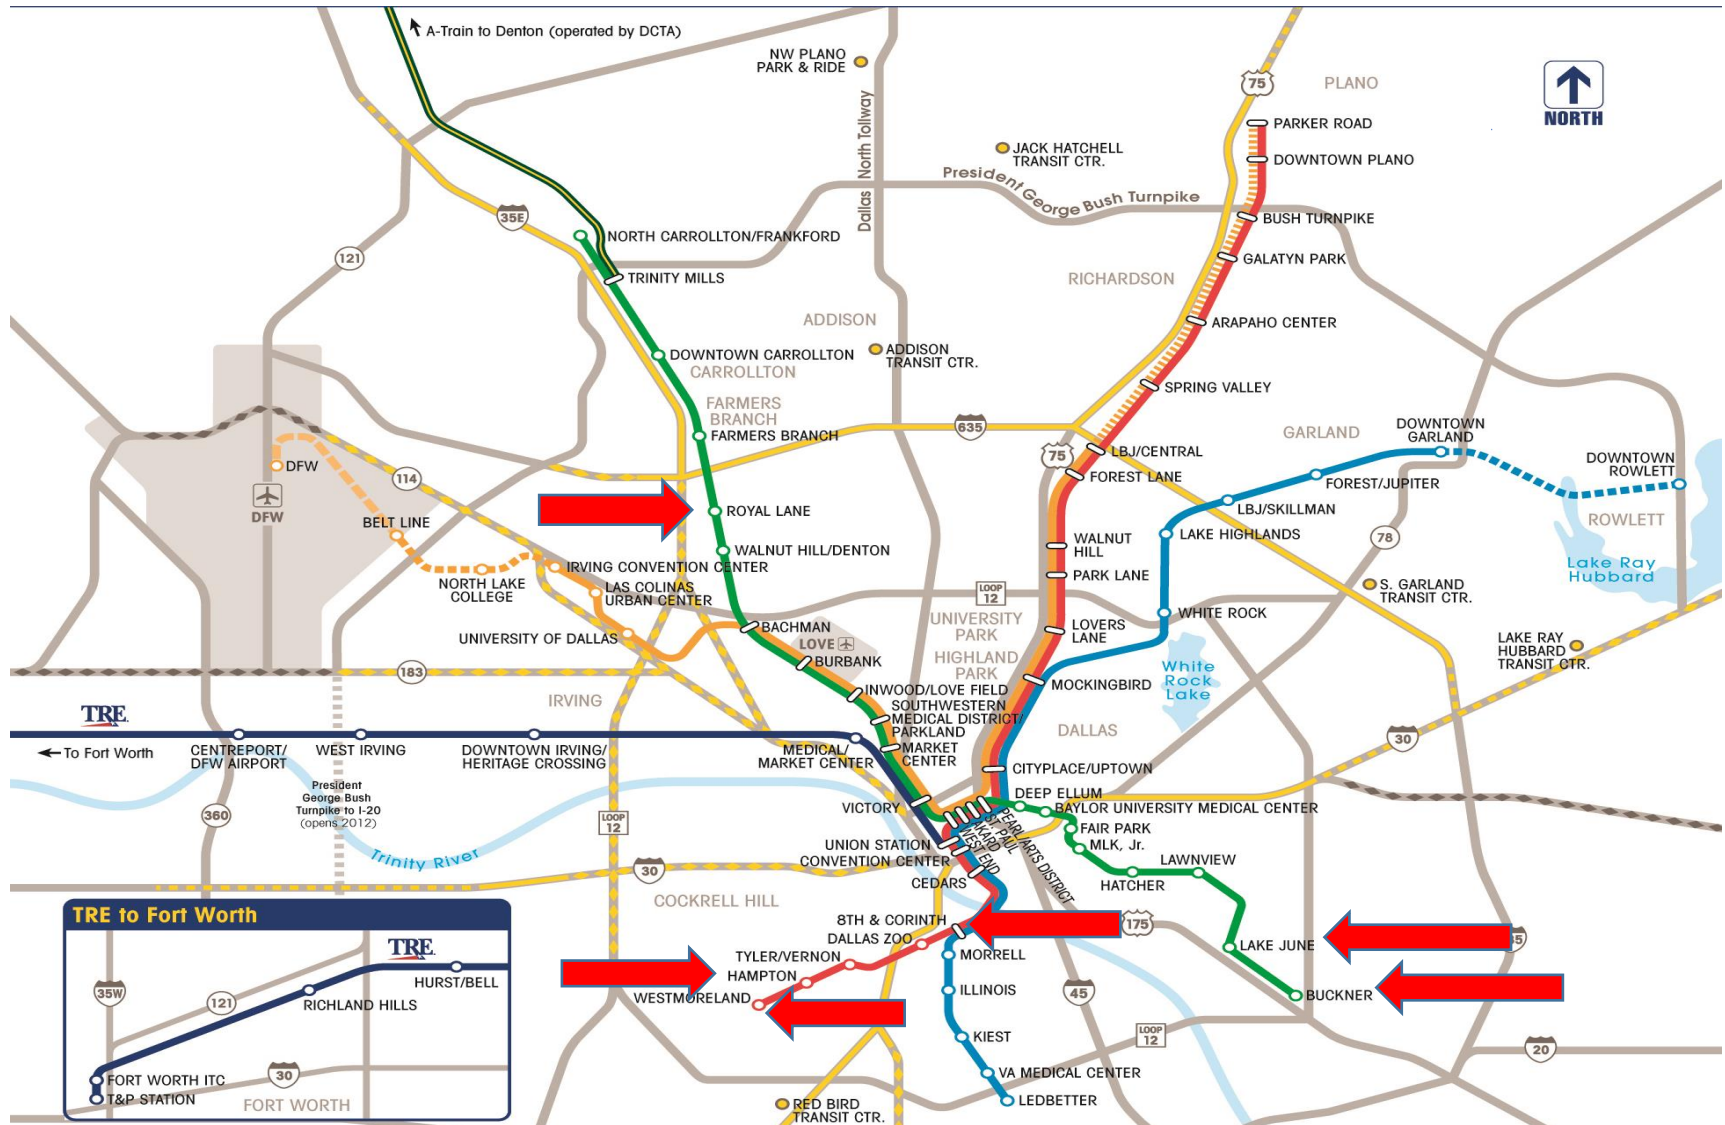 A-Train to Denton (operated by DCTA)
NW PLANO
PARK & RIDE
Dallas North Tollway
75
PLANO
NORTH
PARKER ROAD
DOWNTOWN PLANO
JACK HATCHELL
TRANSIT CTR.
President George Bush Turnpike
BUSH TURNPIKE
35E
NORTH CARROLLTON/FRANKFORD
121
TRINITY MILLS
GALATYN PARK
RICHARDSON
ADDISON
ARAPAHO CENTER
DOWNTOWN CARROLLTON
CARROLLTON
ADDISON
TRANSIT CTR.
SPRING VALLEY
FARMERS
BRANCH
FARMERS BRANCH
635
GARLAND
DOWNTOWN
GARLAND
75
LBJ/CENTRAL
DOWNTOWN
ROWLETT
DFW
114
FOREST LANE
FOREST/JUPITER
DFW
ROYAL LANE
LBJ/SKILLMAN
ROWLETT
BELT LINE
LAKE HIGHLANDS
78
WALNUT HILL/DENTON
WALNUT
HILL
Lake Ray
Hubbard
IRVING CONVENTION CENTER
NORTH LAKE
COLLEGE
LAS COLINAS
URBAN CENTER
PARK LANE
LOOP
12
S. GARLAND
TRANSIT CTR.
WHITE ROCK
UNIVERSITY
PARK
UNIVERSITY OF DALLAS
BACHMAN
LOVE
LOVERS
LANE
LAKE RAY
HUBBARD
TRANSIT CTR.
BURBANK
HIGHLAND
PARK
White
Rock
Lake
183
MOCKINGBIRD
INWOOD/LOVE FIELD
IRVING
SOUTHWESTERN
MEDICAL DISTRICT/
PARKLAND
TRE
DALLAS
30
To Fort Worth
CENTREPORT/
DFW AIRPORT
WEST IRVING
DOWNTOWN IRVING/
HERITAGE CROSSING
MEDICAL/
MARKET CENTER
MARKET
CENTER
CITYPLACE/UPTOWN
President
George Bush
Turnpike to I-20
(opens 2012)
DEEP ELLUM
VICTORY
BAYLOR UNIVERSITY MEDICAL CENTER
360
LOOP
12
FAIR PARK
MLK, Jr.
PEARL/ARTS DISTRICT
ST. PAUL
AKARD
WEST END
UNION STATION
CONVENTION CENTER
Trinity River
LAWNVIEW
30
CEDARS
HATCHER
COCKRELL HILL
TRE to Fort Worth
8TH & CORINTH
175
DALLAS ZOO
LAKE JUNE
TRE
TYLER/VERNON
MORRELL
HAMPTON
HURST/BELL
35W
121
RICHLAND HILLS
WESTMORELAND
ILLINOIS
45
BUCKNER
KIEST
LOOP
12
20
30
FORT WORTH ITC
T&P STATION
FORT WORTH
VA MEDICAL CENTER
LEDBETTER
RED BIRD
TRANSIT CTR.